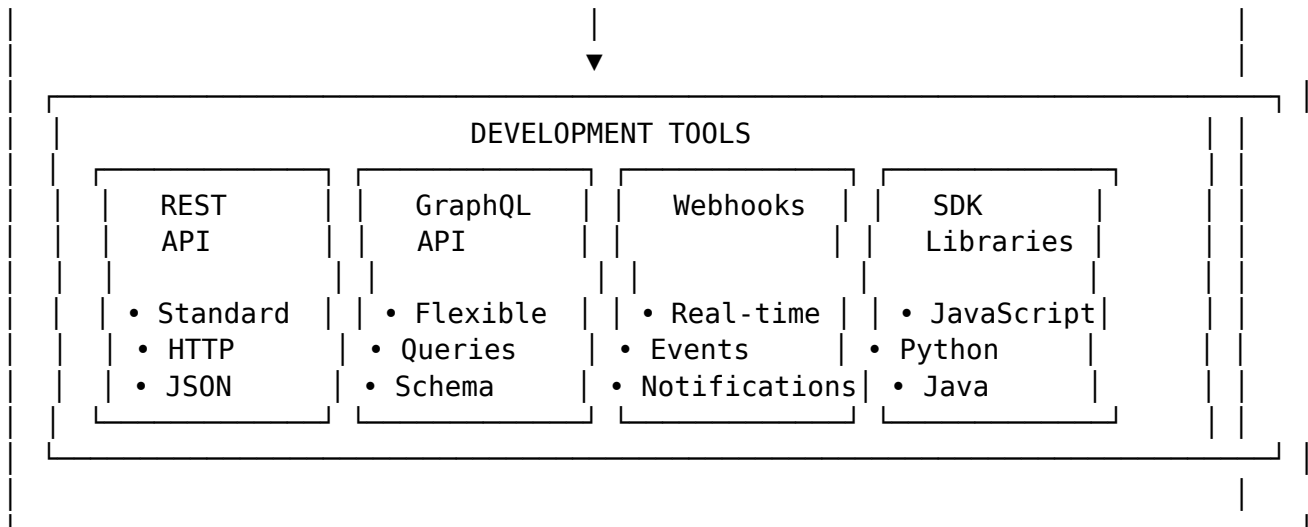 DEVELOPMENT TOOLS
REST GraphQL Webhooks SDK
API API Libraries
• Standard • Flexible • Real-time • JavaScript
• HTTP • Queries • Events • Python
• JSON • Schema • Notifications • Java